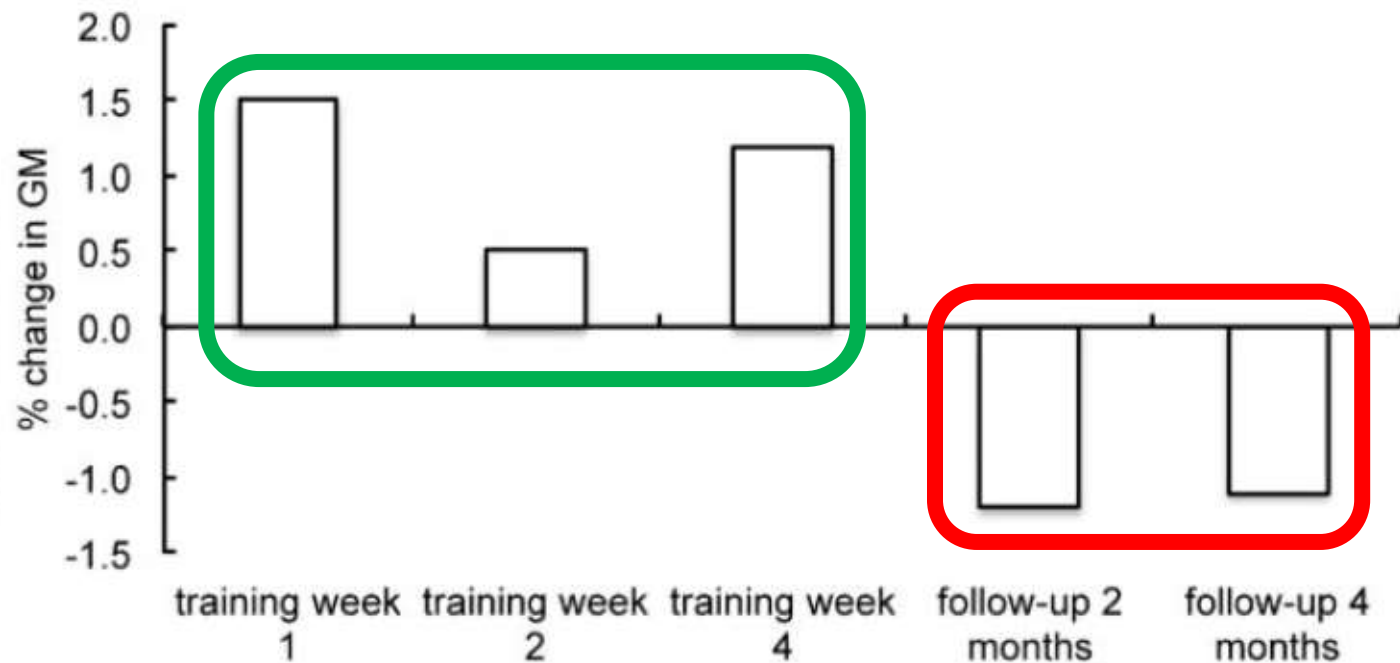 2.0
1.5
1.0
0.5
0.0
-0.5
-1.0
-1.5
% change in GM
training week 1
training week 2
training week 4
follow-up 2 months
follow-up 4 months